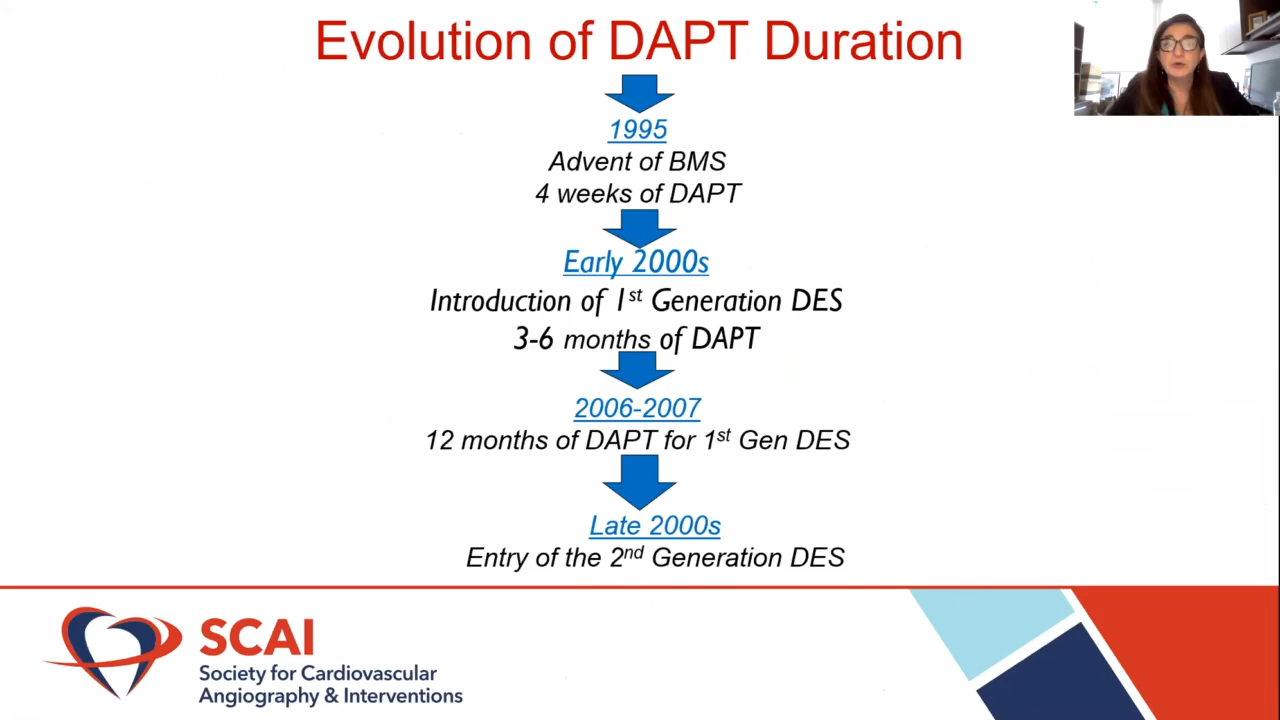 Evolution of DAPT Duration
1995
Advent of BMS
4 weeks of DAPT
Early 2000s
Introduction of 1st Generation DES
3-6 months of DAPT
2006-2007
12 months of DAPT for 1st Gen DES
Late 2000s
Entry of the 2nd Generation DES
SCAI
Society for Cardiovascular
Angiography & Interventions